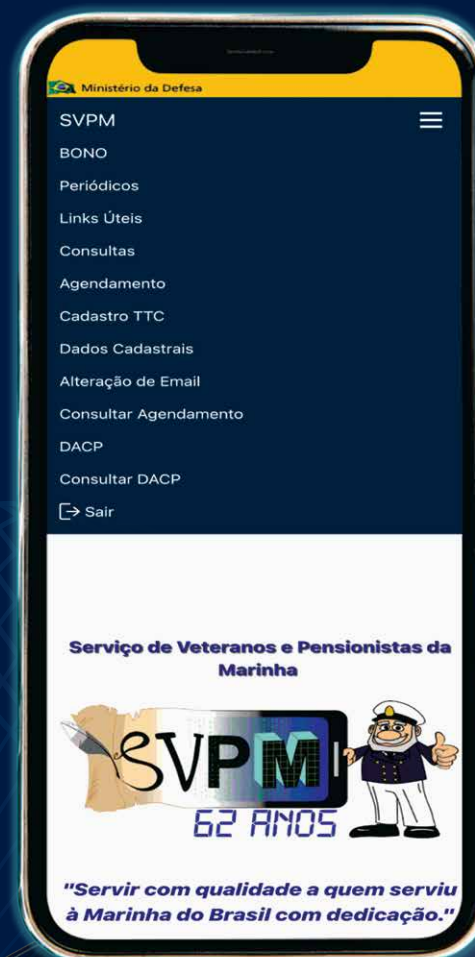 Ministério da Defesa
SVPM
BONO
Periódicos
Links Úteis
Consultas
Agendamento
Cadastro TTC
Dados Cadastrais
Alteração de Email
Consultar Agendamento
DACP
Consultar DACP
Sair
Serviço de Veteranos e Pensionistas da
Marinha
SVPM
62 ANOS
"Servir com qualidade a quem serviu
à Marinha do Brasil com dedicação."